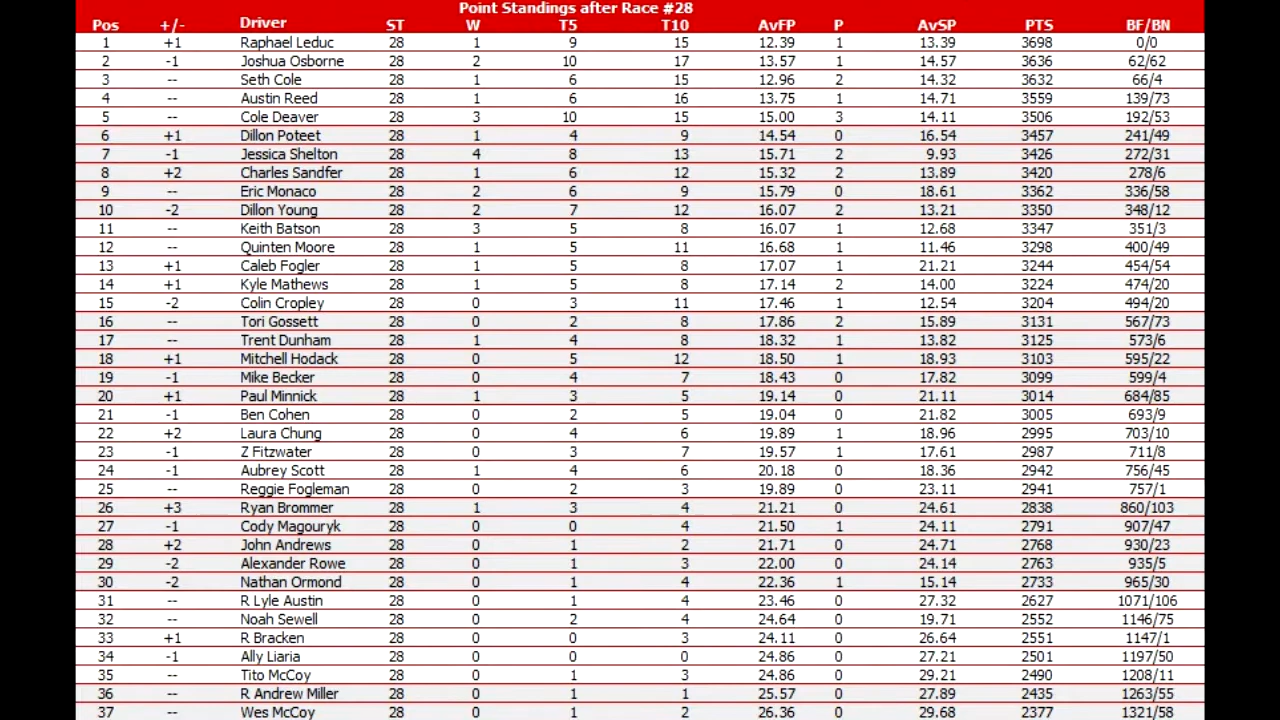 Point Standings after Race #28
Pos +/- Driver ST W T5 T10 AvFP P AvSP PTS BF/BN
1 +1 Raphael Leduc 28 1 9 15 12.39 1 13.39 3698 0/0
2 -1 Joshua Osborne 28 2 10 17 13.57 1 14.57 3636 62/62
3 -- Seth Cole 28 1 6 15 12.96 2 14.32 3632 66/4
4 -- Austin Reed 28 1 6 16 13.75 1 14.71 3559 139/73
5 -- Cole Deaver 28 3 10 15 15.00 3 14.11 3506 192/53
6 +1 Dillon Poteet 28 1 4 9 14.54 0 16.54 3457 241/49
7 -1 Jessica Shelton 28 4 8 13 15.71 2 9.93 3426 272/31
8 +2 Charles Sandfer 28 1 6 12 15.32 2 13.89 3420 278/6
9 -- Eric Monaco 28 2 6 9 15.79 0 18.61 3362 336/58
10 -2 Dillon Young 28 2 7 12 16.07 2 13.21 3350 348/12
11 -- Keith Batson 28 3 5 8 16.07 1 12.68 3347 351/3
12 -- Quinten Moore 28 1 5 11 16.68 1 11.46 3298 400/49
13 +1 Caleb Fogler 28 1 5 8 17.07 1 21.21 3244 454/54
14 +1 Kyle Mathews 28 1 5 8 17.14 2 14.00 3224 474/20
15 -2 Colin Cropley 28 0 3 11 17.46 1 12.54 3204 494/20
16 -- Tori Gossett 28 0 2 8 17.86 2 15.89 3131 567/73
17 -- Trent Dunham 28 1 4 8 18.32 1 13.82 3125 573/6
18 +1 Mitchell Hodack 28 0 5 12 18.50 1 18.93 3103 595/22
19 -1 Mike Becker 28 0 4 7 18.43 0 17.82 3099 599/4
20 +1 Paul Minnick 28 1 3 5 19.14 0 21.11 3014 684/85
21 -1 Ben Cohen 28 0 2 5 19.04 0 21.82 3005 693/9
22 +2 Laura Chung 28 0 4 6 19.89 1 18.96 2995 703/10
23 -1 Z Fitzwater 28 0 3 7 19.57 1 17.61 2987 711/8
24 -1 Aubrey Scott 28 1 4 6 20.18 0 18.36 2942 756/45
25 -- Reggie Fogleman 28 0 2 3 19.89 0 23.11 2941 757/1
26 +3 Ryan Brommer 28 1 3 4 21.21 0 24.61 2838 860/103
27 -1 Cody Magouryk 28 0 0 4 21.50 1 24.11 2791 907/47
28 +2 John Andrews 28 0 1 2 21.71 0 24.71 2768 930/23
29 -2 Alexander Rowe 28 0 1 3 22.00 0 24.14 2763 935/5
30 -2 Nathan Ormond 28 0 1 4 22.36 1 15.14 2733 965/30
31 -- R Lyle Austin 28 0 1 4 23.46 0 27.32 2627 1071/106
32 -- Noah Sewell 28 0 2 4 24.64 0 19.71 2552 1146/75
33 +1 R Bracken 28 0 0 3 24.11 0 26.64 2551 1147/1
34 -1 Ally Liaria 28 0 0 0 24.86 0 27.21 2501 1197/50
35 -- Tito McCoy 28 0 1 3 24.86 0 29.21 2490 1208/11
36 -- R Andrew Miller 28 0 1 1 25.57 0 27.89 2435 1263/55
37 -- Wes McCoy 28 0 1 2 26.36 0 29.68 2377 1321/58